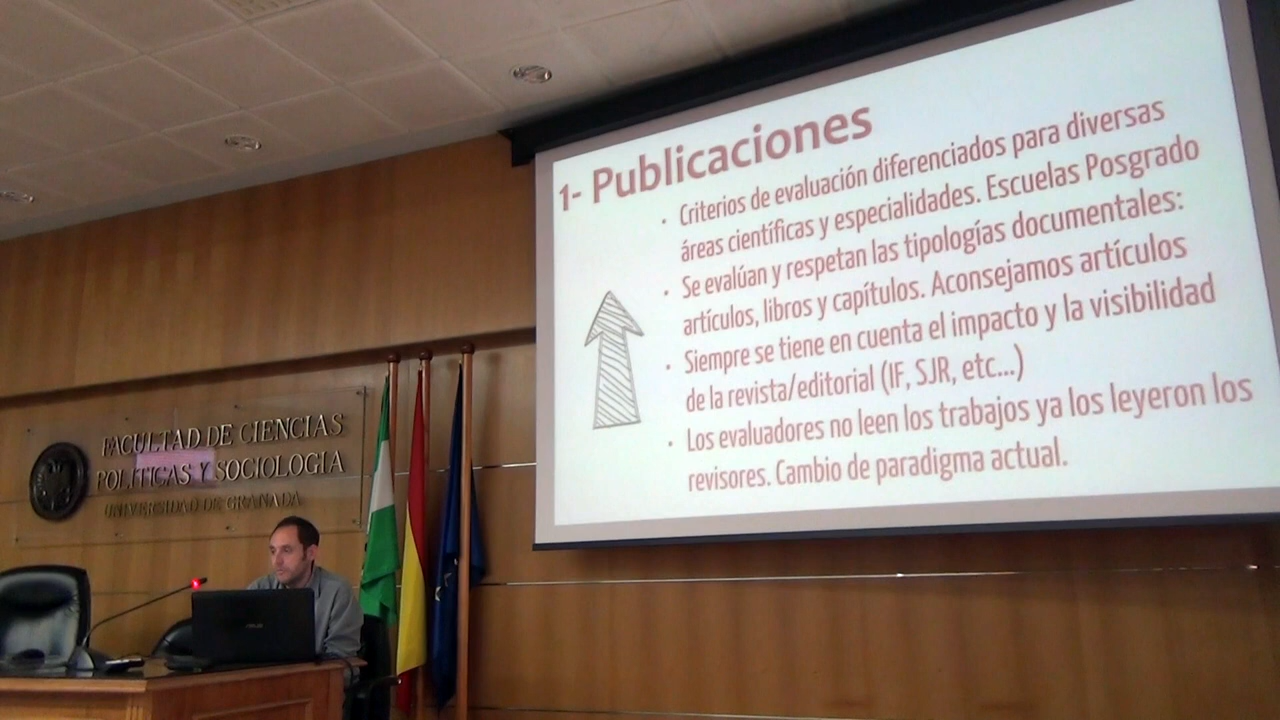 1- Publicaciones
• Criterios de evaluación diferenciados para diversas
áreas científicas y especialidades. Escuelas Posgrado
• Se evalúan y respetan las tipologías documentales:
artículos, libros y capítulos. Aconsejamos artículos
• Siempre se tiene en cuenta el impacto y la visibilidad
de la revista/editorial (IF, SJR, etc...)
• Los evaluadores no leen los trabajos ya los leyeron los
revisores. Cambio de paradigma actual.
FACULTAD DE CIENCIAS
POLÍTICAS Y SOCIOLOGÍA
UNIVERSIDAD DE GRANADA
ASUS